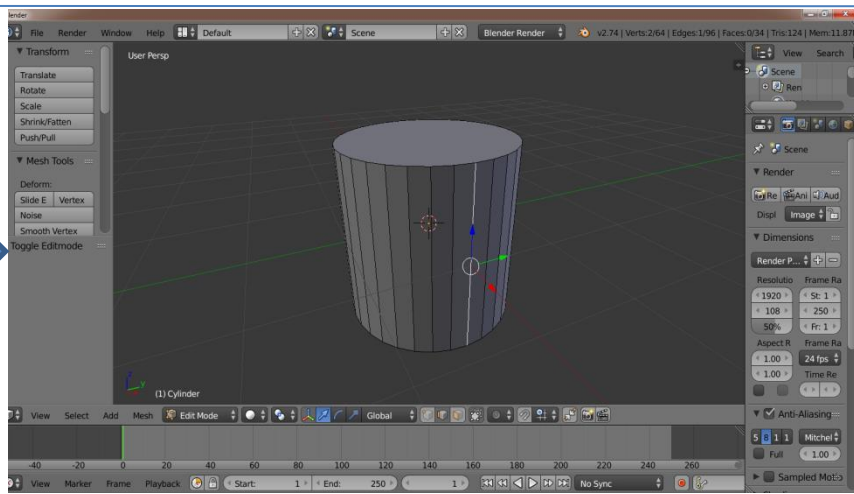 lender
File Render Window Help Default Scene Blender Render v2.74 | Verts:2/64 | Edges:1/96 | Faces:0/34 | Tris:124 | Mem:11.87
Transform
Translate
Rotate
Scale
Shrink/Fatten
Push/Pull
Mesh Tools
Deform:
Slide E Vertex
Noise
Smooth Vertex
Toggle Editmode
User Persp
(1) Cylinder
View Select Add Mesh Edit Mode Global
-40 -20 0 20 40 60 80 100 120 140 160 180 200 220 240 260
View Marker Frame Playback Start: 1 End: 250 1 No Sync
View Search
Scene
Ren
Scene
Render
Re Ani Aud
Displ Image
Dimensions
Render P...
Resolutio Frame Ra
1920 St: 1
108 250
50% Fr: 1
Aspect R Frame Ra
1.00 24 fps
1.00 Time Re
Anti-Aliasing
5 8 1 1 Mitchel
Full 1.00
Sampled Motio